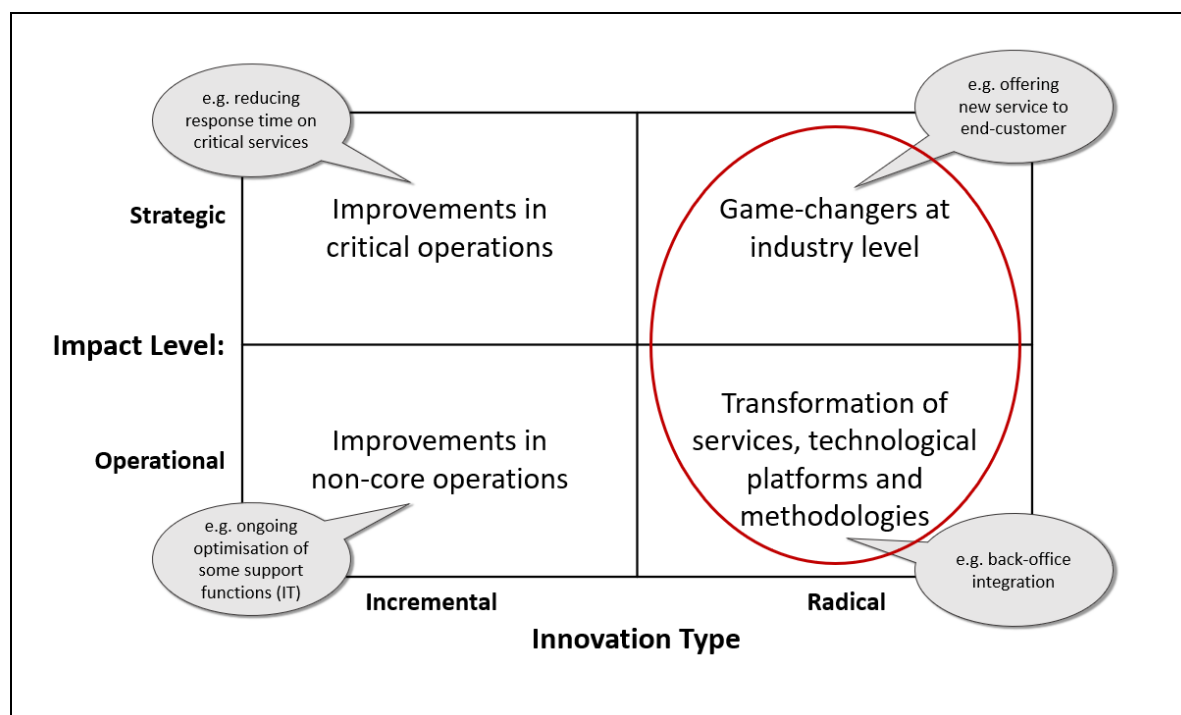 e.g. reducing
response time on
critical services
e.g. offering
new service to
end-customer
Strategic
Improvements in
critical operations
Game-changers at
industry level
Impact Level:
Operational
Improvements in
non-core operations
Transformation of
services, technological
platforms and
methodologies
e.g. ongoing
optimisation of
some support
functions (IT)
e.g. back-office
integration
Incremental
Radical
Innovation Type